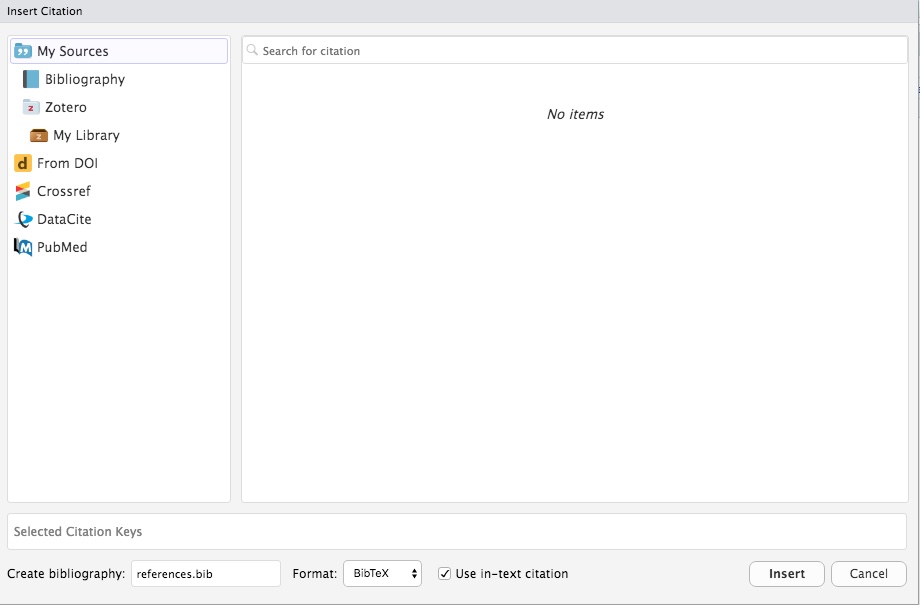 Insert Citation
My Sources
Bibliography
Zotero
My Library
From DOI
Crossref
DataCite
PubMed
Search for citation
No items
Selected Citation Keys
Create bibliography: references.bib Format: BibTeX Use in-text citation Insert Cancel